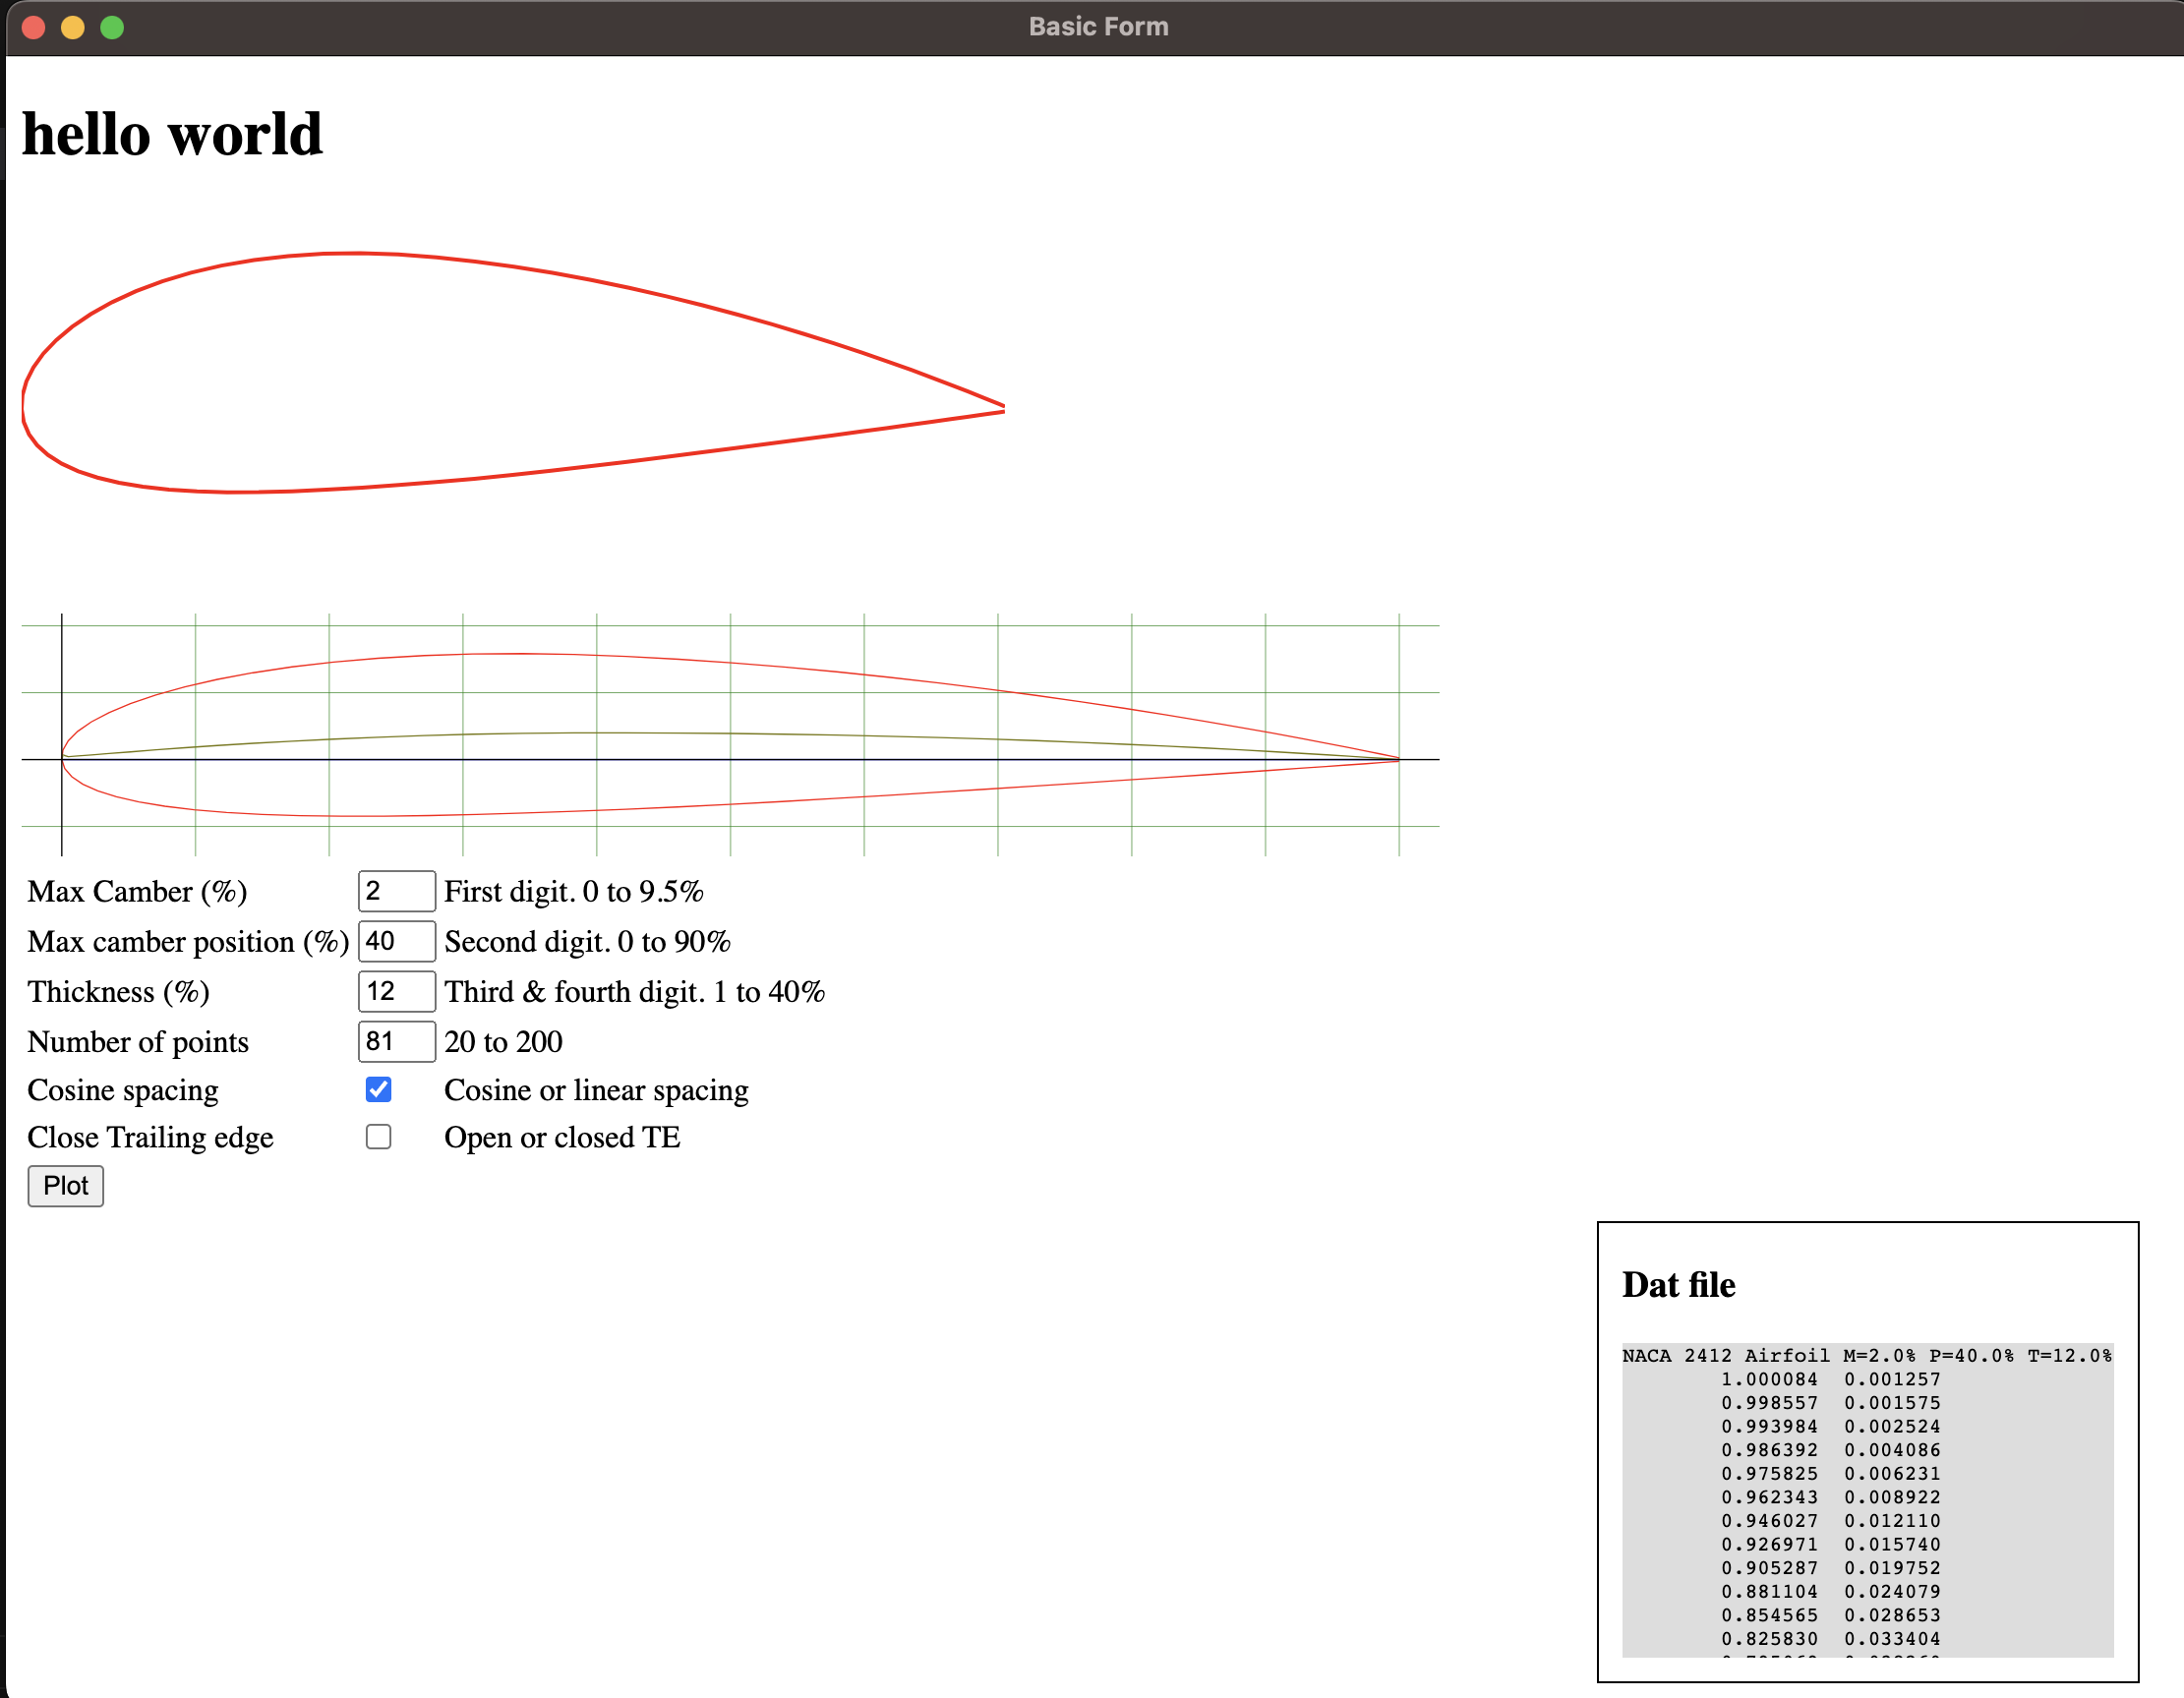 Basic Form
hello world
Max Camber (%) 2 First digit. 0 to 9.5%
Max camber position (%) 40 Second digit. 0 to 90%
Thickness (%) 12 Third & fourth digit. 1 to 40%
Number of points 81 20 to 200
Cosine spacing Cosine or linear spacing
Close Trailing edge Open or closed TE
Plot
Dat file
NACA 2412 Airfoil M=2.0% P=40.0% T=12.0%
1.000084 0.001257
0.998557 0.001575
0.993984 0.002524
0.986392 0.004086
0.975825 0.006231
0.962343 0.008922
0.946027 0.012110
0.926971 0.015740
0.905287 0.019752
0.881104 0.024079
0.854565 0.028653
0.825830 0.033404